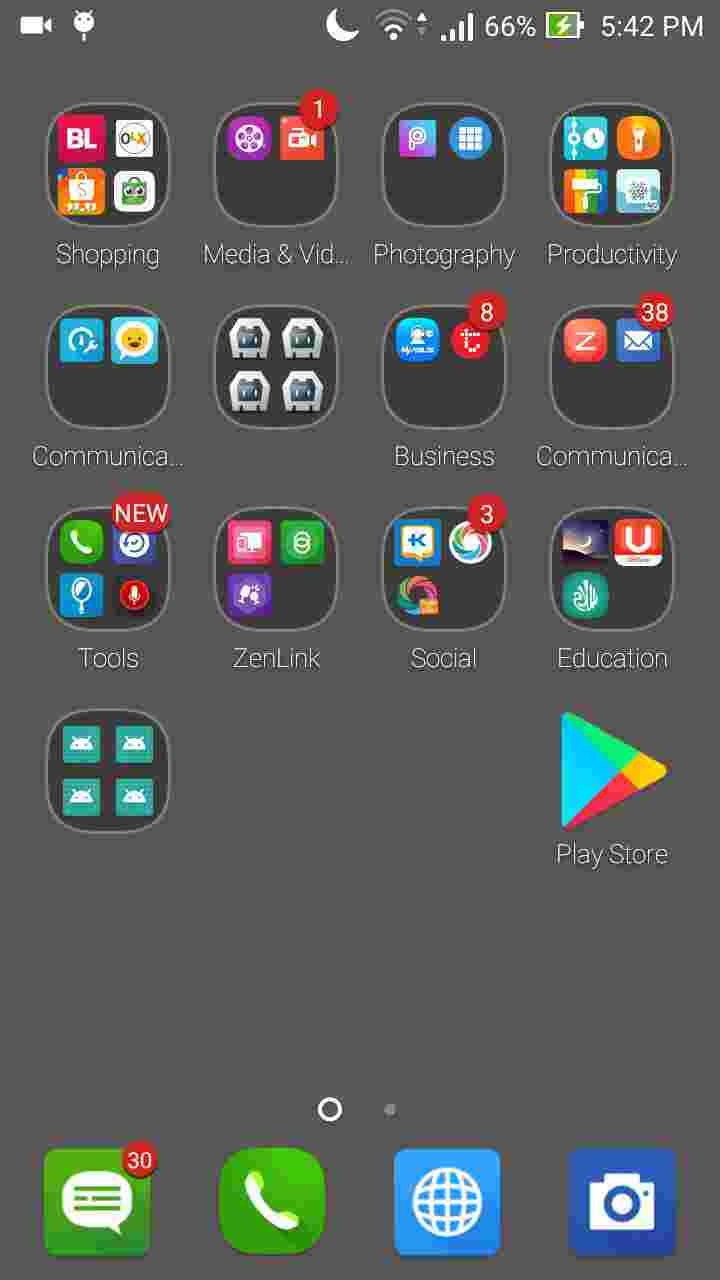 66% 5:42 PM
1
BL OLX
Shopping Media & Vid... Photography Productivity
8 38
Communica... Business Communica...
NEW 3
Tools ZenLink Social Education
Play Store
30